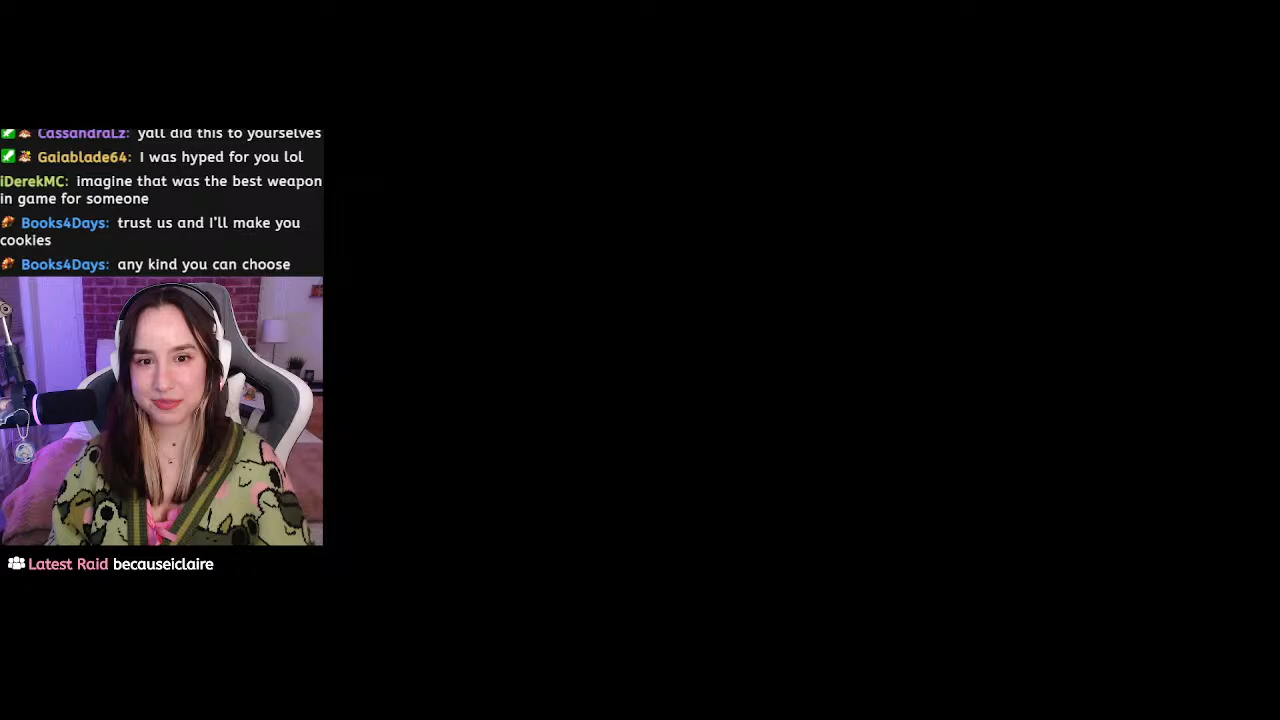 CassandraLz: yall did this to yourselves
Gaiablade64: I was hyped for you lol
iDerekMC: imagine that was the best weapon
in game for someone
Books4Days: trust us and I'll make you
cookies
Books4Days: any kind you can choose
Latest Raid becauseiclaire